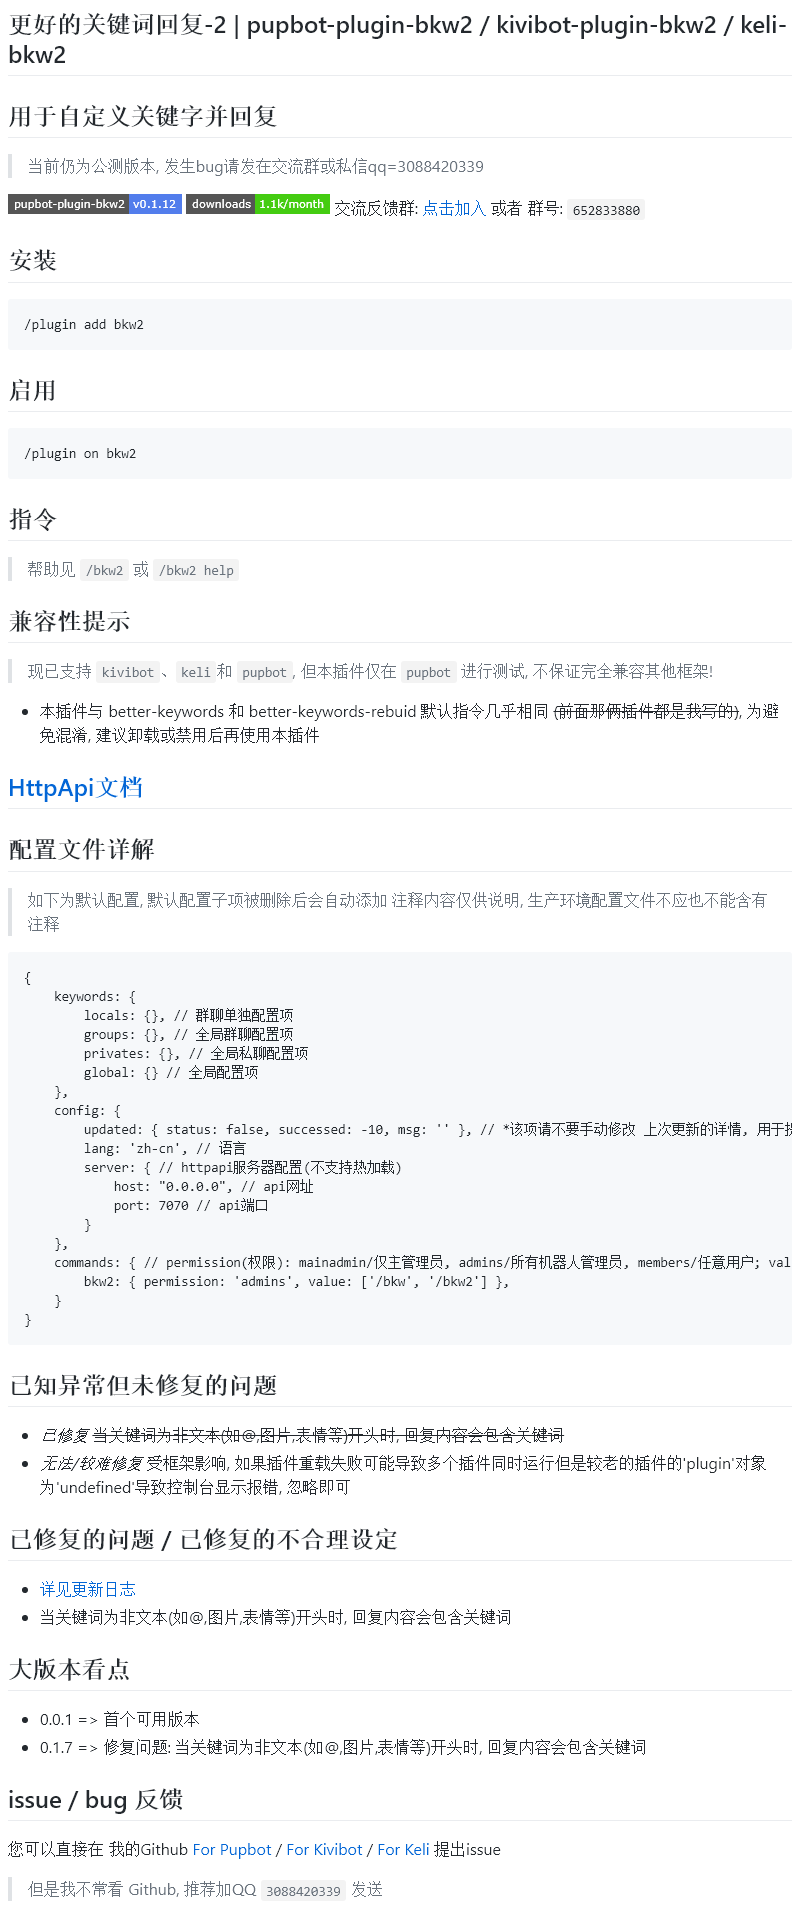 更好的关键词回复-2 | pupbot-plugin-bkw2 / kivibot-plugin-bkw2 / keli-
bkw2
用于自定义关键字并回复
当前仍为公测版本, 发生bug请发在交流群或私信qq=3088420339
pupbot-plugin-bkw2 v0.1.12 downloads 1.1k/month 交流反馈群: 点击加入 或者 群号: 652833880
安装
/plugin add bkw2
启用
/plugin on bkw2
指令
帮助见 /bkw2 或 /bkw2 help
兼容性提示
现已支持 kivibot 、 keli 和 pupbot , 但本插件仅在 pupbot 进行测试, 不保证完全兼容其他框架!
本插件与 better-keywords 和 better-keywords-rebuid 默认指令几乎相同 (前面那俩插件都是我写的), 为避
免混淆, 建议卸载或禁用后再使用本插件
HttpApi文档
配置文件详解
如下为默认配置, 默认配置子项被删除后会自动添加 注释内容仅供说明, 生产环境配置文件不应也不能含有
注释
{
keywords: {
locals: {}, // 群聊单独配置项
groups: {}, // 全局群聊配置项
privates: {}, // 全局私聊配置项
global: {} // 全局配置项
},
config: {
updated: { status: false, successed: -10, msg: '' }, // *该项请不要手动修改 上次更新的详情, 用于
lang: 'zh-cn', // 语言
server: { // httpapi服务器配置(不支持热加载)
host: "0.0.0.0", // api网址
port: 7070 // api端口
}
},
commands: { // permission(权限): mainadmin/仅主管理员, admins/所有机器人管理员, members/任意用户; val
bkw2: { permission: 'admins', value: ['/bkw', '/bkw2'] },
}
}
已知异常但未修复的问题
已修复 当关键词为非文本(如@,图片,表情等)开头时, 回复内容会包含关键词
无法/较难修复 受框架影响, 如果插件重载失败可能导致多个插件同时运行但是较老的插件的'plugin'对象
为'undefined'导致控制台显示报错, 忽略即可
已修复的问题 / 已修复的不合理设定
详见更新日志
当关键词为非文本(如@,图片,表情等)开头时, 回复内容会包含关键词
大版本看点
0.0.1 => 首个可用版本
0.1.7 => 修复问题: 当关键词为非文本(如@,图片,表情等)开头时, 回复内容会包含关键词
issue / bug 反馈
您可以直接在 我的Github For Pupbot / For Kivibot / For Keli 提出issue
但是我不常看 Github, 推荐加QQ 3088420339 发送